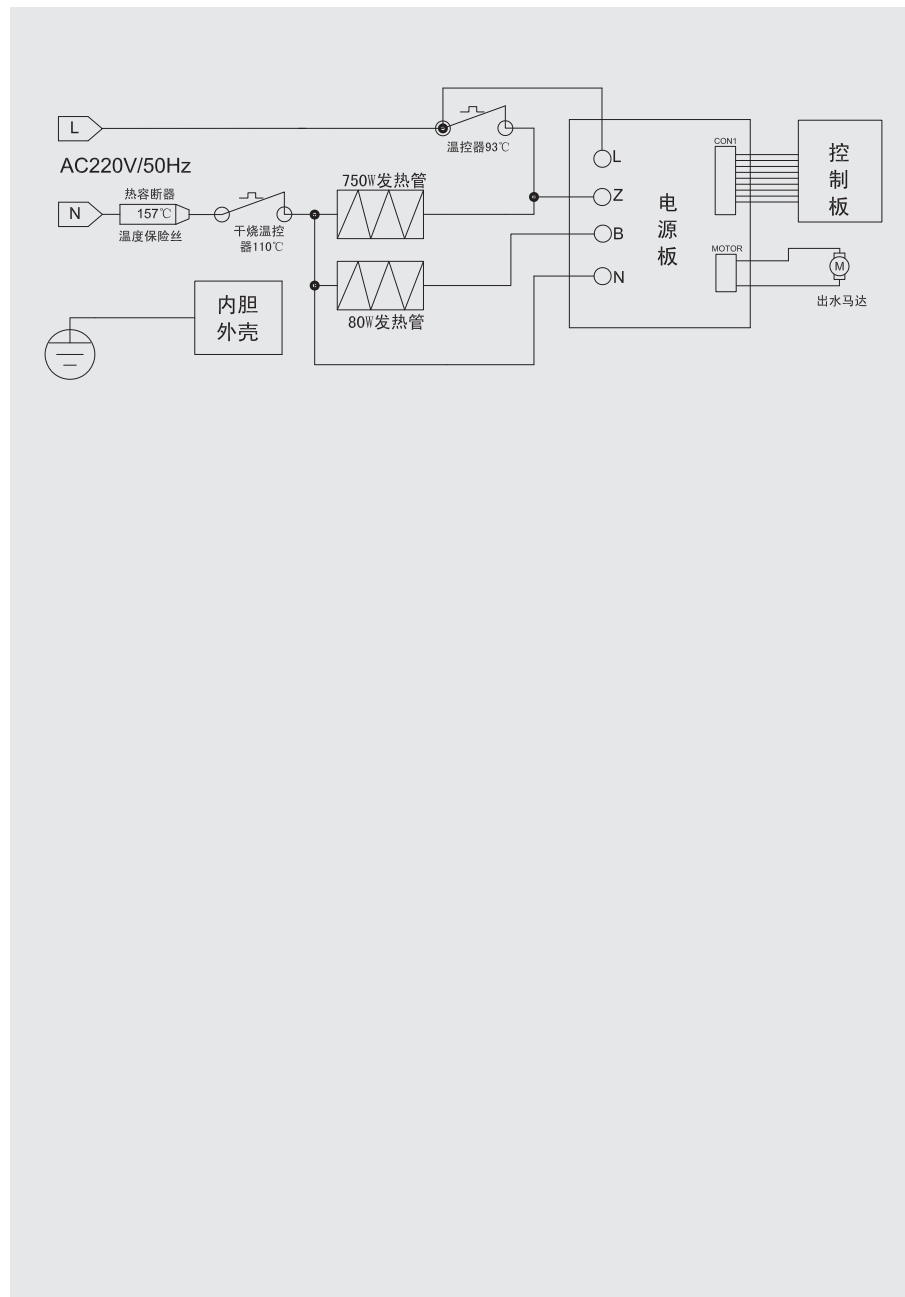 L
温控器93℃
AC220V/50Hz
热容断器
N
157℃
温度保险丝
干烧温控
器110℃
750W发热管
80W发热管
内胆
外壳
L
Z
B
N
电
源
板
CON1
MOTOR
控
制
板
M
出水马达